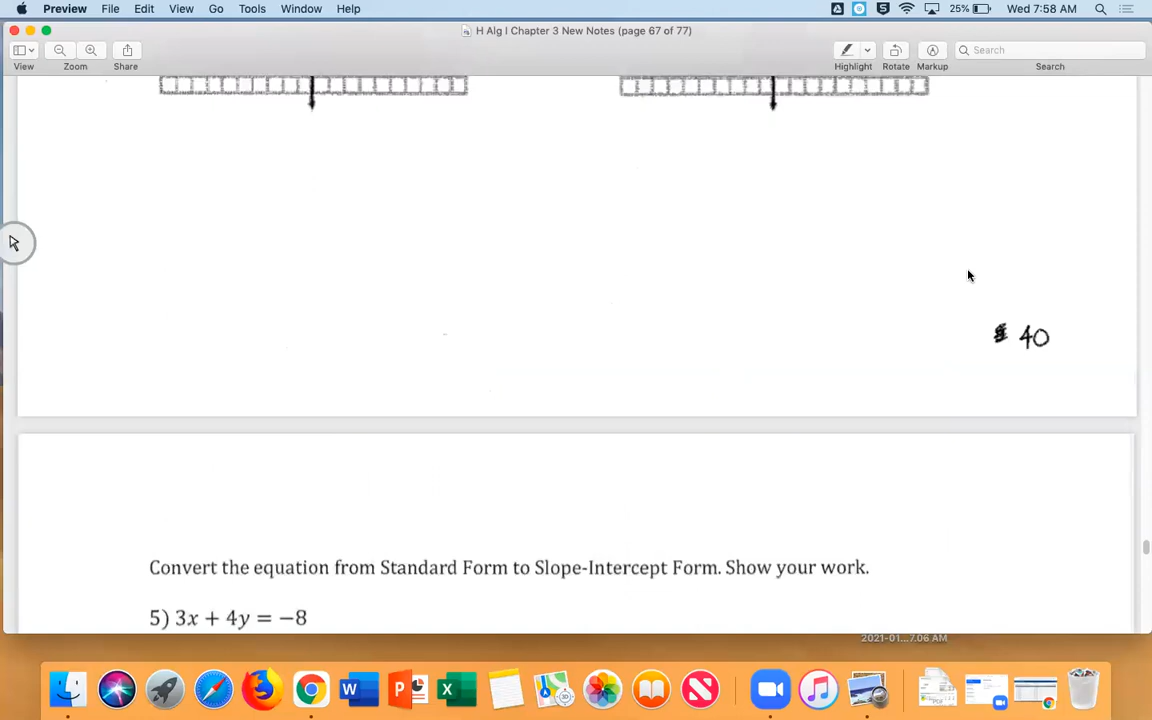 Preview File Edit View Go Tools Window Help 25% Wed 7:58 AM
H Alg I Chapter 3 New Notes (page 67 of 77)
Search
View Zoom Share Highlight Rotate Markup Search
40
Convert the equation from Standard Form to Slope-Intercept Form. Show your work.
5) 3x + 4y = −8
2021-01...7.06 AM